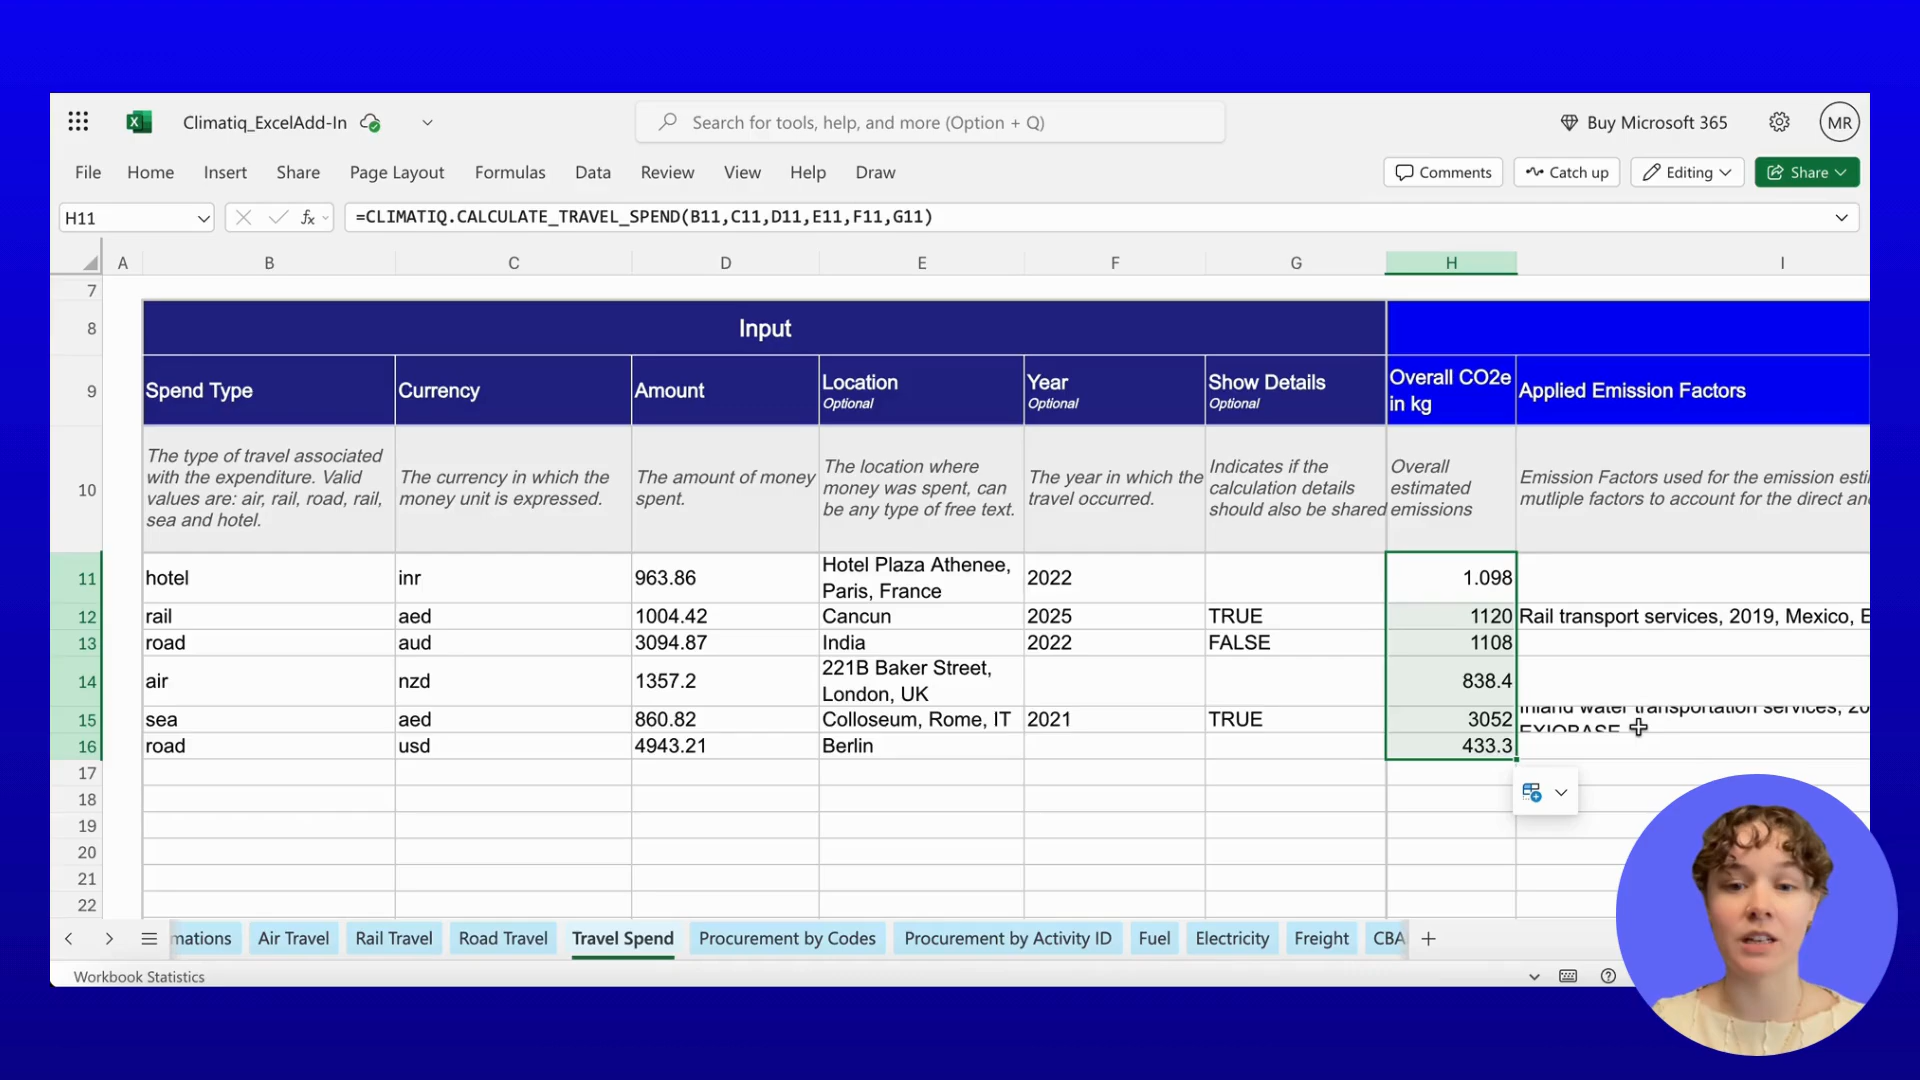 Climatiq_ExcelAdd-In
Search for tools, help, and more (Option + Q)
Buy Microsoft 365
MR
File Home Insert Share Page Layout Formulas Data Review View Help Draw
Comments Catch up Editing Share
H11 fx =CLIMATIQ.CALCULATE_TRAVEL_SPEND(B11,C11,D11,E11,F11,G11)
A B C D E F G H I
7
8 Input
9 Spend Type Currency Amount Location Optional Year Optional Show Details Optional Overall CO2e in kg Applied Emission Factors
10
The type of travel associated
with the expenditure. Valid
values are: air, rail, road, rail,
sea and hotel.
The currency in which the
money unit is expressed.
The amount of money
spent.
The location where
money was spent, can
be any type of free text.
The year in which the
travel occurred.
Indicates if the
calculation details
should also be shared
Overall
estimated
emissions
Emission Factors used for the emission esti
mutliple factors to account for the direct an
11 hotel inr 963.86 Hotel Plaza Athenee, Paris, France 2022 1.098
12 rail aed 1004.42 Cancun 2025 TRUE 1120 Rail transport services, 2019, Mexico, E
13 road aud 3094.87 India 2022 FALSE 1108
14 air nzd 1357.2 221B Baker Street, London, UK 838.4
15 sea aed 860.82 Colloseum, Rome, IT 2021 TRUE 3052 Inland water transportation services, 20
EXIOBASE
16 road usd 4943.21 Berlin 433.3
17
18
19
20
21
22
mations Air Travel Rail Travel Road Travel Travel Spend Procurement by Codes Procurement by Activity ID Fuel Electricity Freight CBA
Workbook Statistics